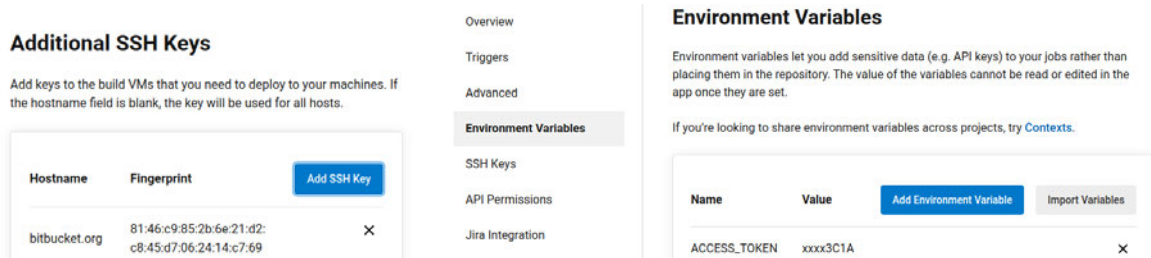 Additional SSH Keys
Add keys to the build VMs that you need to deploy to your machines. If
the hostname field is blank, the key will be used for all hosts.
Hostname Fingerprint Add SSH Key
bitbucket.org 81:46:c9:85:2b:6e:21:d2:
c8:45:d7:06:24:14:c7:69
Overview
Triggers
Advanced
Environment Variables
SSH Keys
API Permissions
Jira Integration
Environment Variables
Environment variables let you add sensitive data (e.g. API keys) to your jobs rather than
placing them in the repository. The value of the variables cannot be read or edited in the
app once they are set.
If you're looking to share environment variables across projects, try Contexts.
Name Value Add Environment Variable Import Variables
ACCESS_TOKEN xxxx3C1A